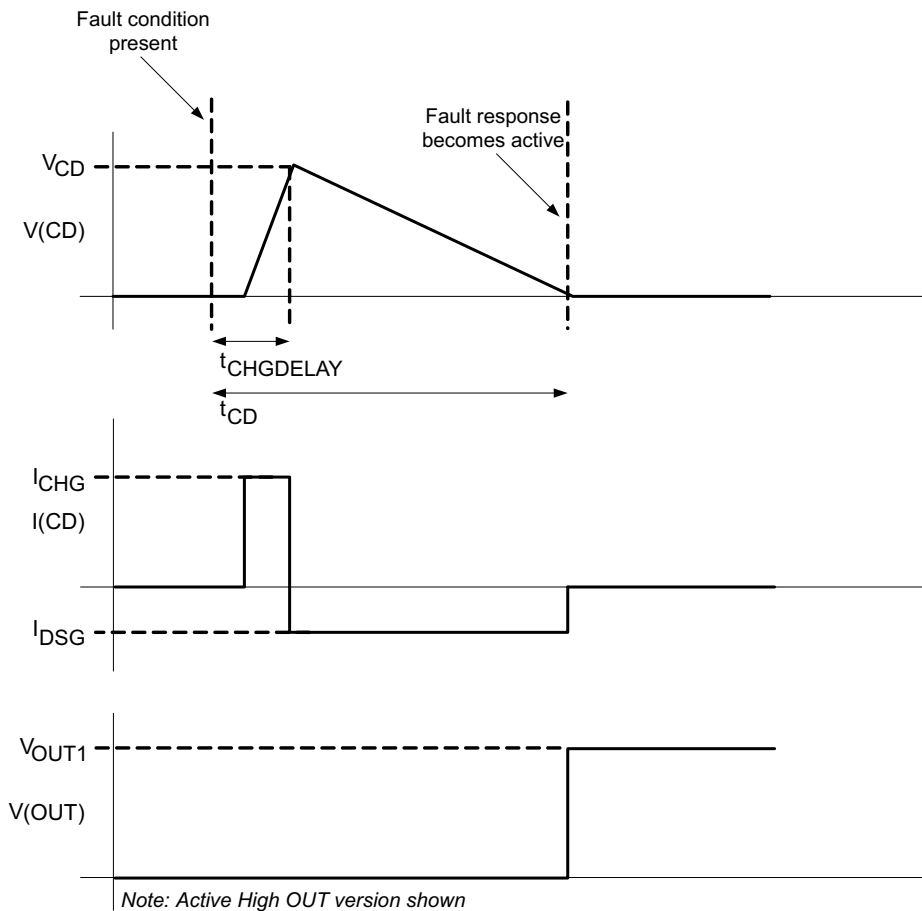 Fault condition
present
Fault response
becomes active
VCD
V(CD)
tCHGDELAY
tCD
ICHG
I(CD)
IDSG
VOUT1
V(OUT)
Note: Active High OUT version shown